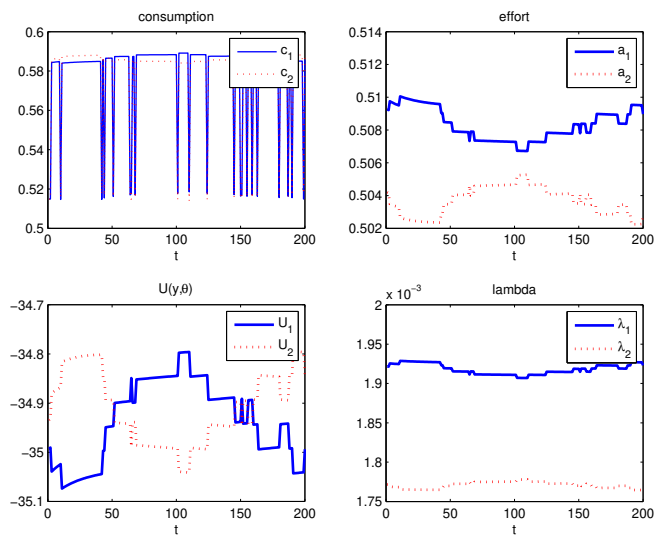 consumption
0.6
0.58
0.56
0.54
0.52
0.5
0
50
100
150
200
t
c1
c2
effort
0.514
0.512
0.51
0.508
0.506
0.504
0.502
0
50
100
150
200
t
a1
a2
U(y,θ)
−34.7
−34.8
−34.9
−35
−35.1
0
50
100
150
200
t
U1
U2
lambda
x 10−3
2
1.95
1.9
1.85
1.8
1.75
0
50
100
150
200
t
λ1
λ2